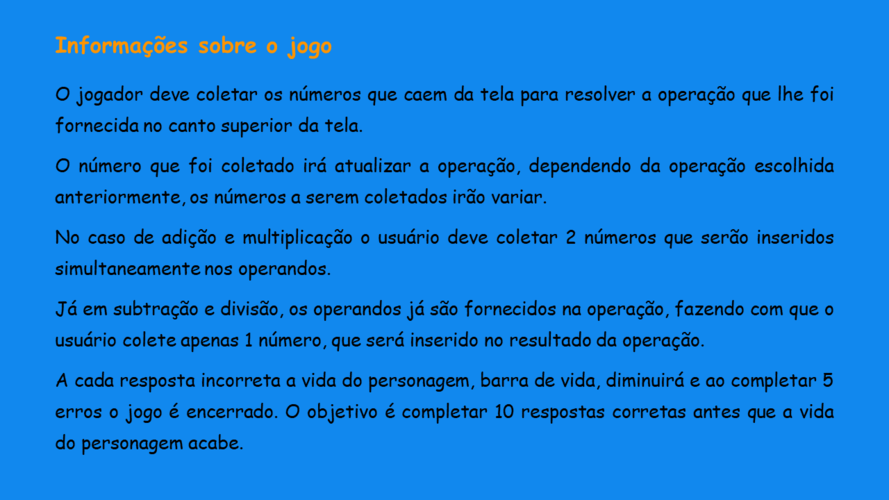 Informações sobre o jogo
O jogador deve coletar os números que caem da tela para resolver a operação que lhe foi
fornecida no canto superior da tela.
O número que foi coletado irá atualizar a operação, dependendo da operação escolhida
anteriormente, os números a serem coletados irão variar.
No caso de adição e multiplicação o usuário deve coletar 2 números que serão inseridos
simultaneamente nos operandos.
Já em subtração e divisão, os operandos já são fornecidos na operação, fazendo com que o
usuário colete apenas 1 número, que será inserido no resultado da operação.
A cada resposta incorreta a vida do personagem, barra de vida, diminuirá e ao completar 5
erros o jogo é encerrado. O objetivo é completar 10 respostas corretas antes que a vida
do personagem acabe.